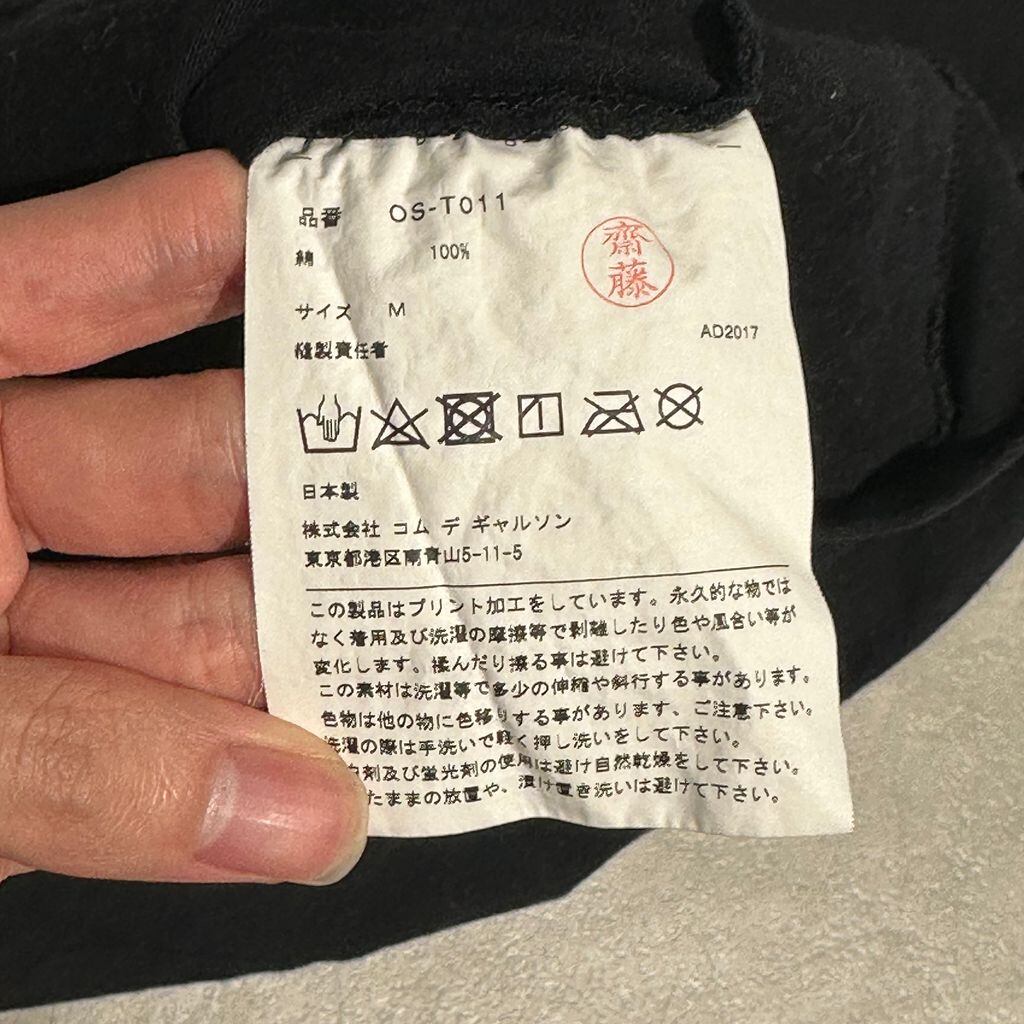 品番 OS-T011
綿 100%
齋藤
サイズ M
AD2017
縫製責任者
日本製
株式会社 コム デ ギャルソン
東京都港区南青山5-11-5
この製品はプリント加工をしています。永久的な物では
なく着用及び洗濯の摩擦等で剥離したり色や風合い等が
変化します。揉んだり擦る事は避けて下さい。
この素材は洗濯等で多少の伸縮や斜行する事があります。
色物は他の物に色移りする事があります、ご注意下さい。
洗濯の際は手洗いで軽く押し洗いをして下さい。
白剤及び蛍光剤の使用は避け自然乾燥をして下さい。
たままの放置や、漬け置き洗いは避けて下さい。